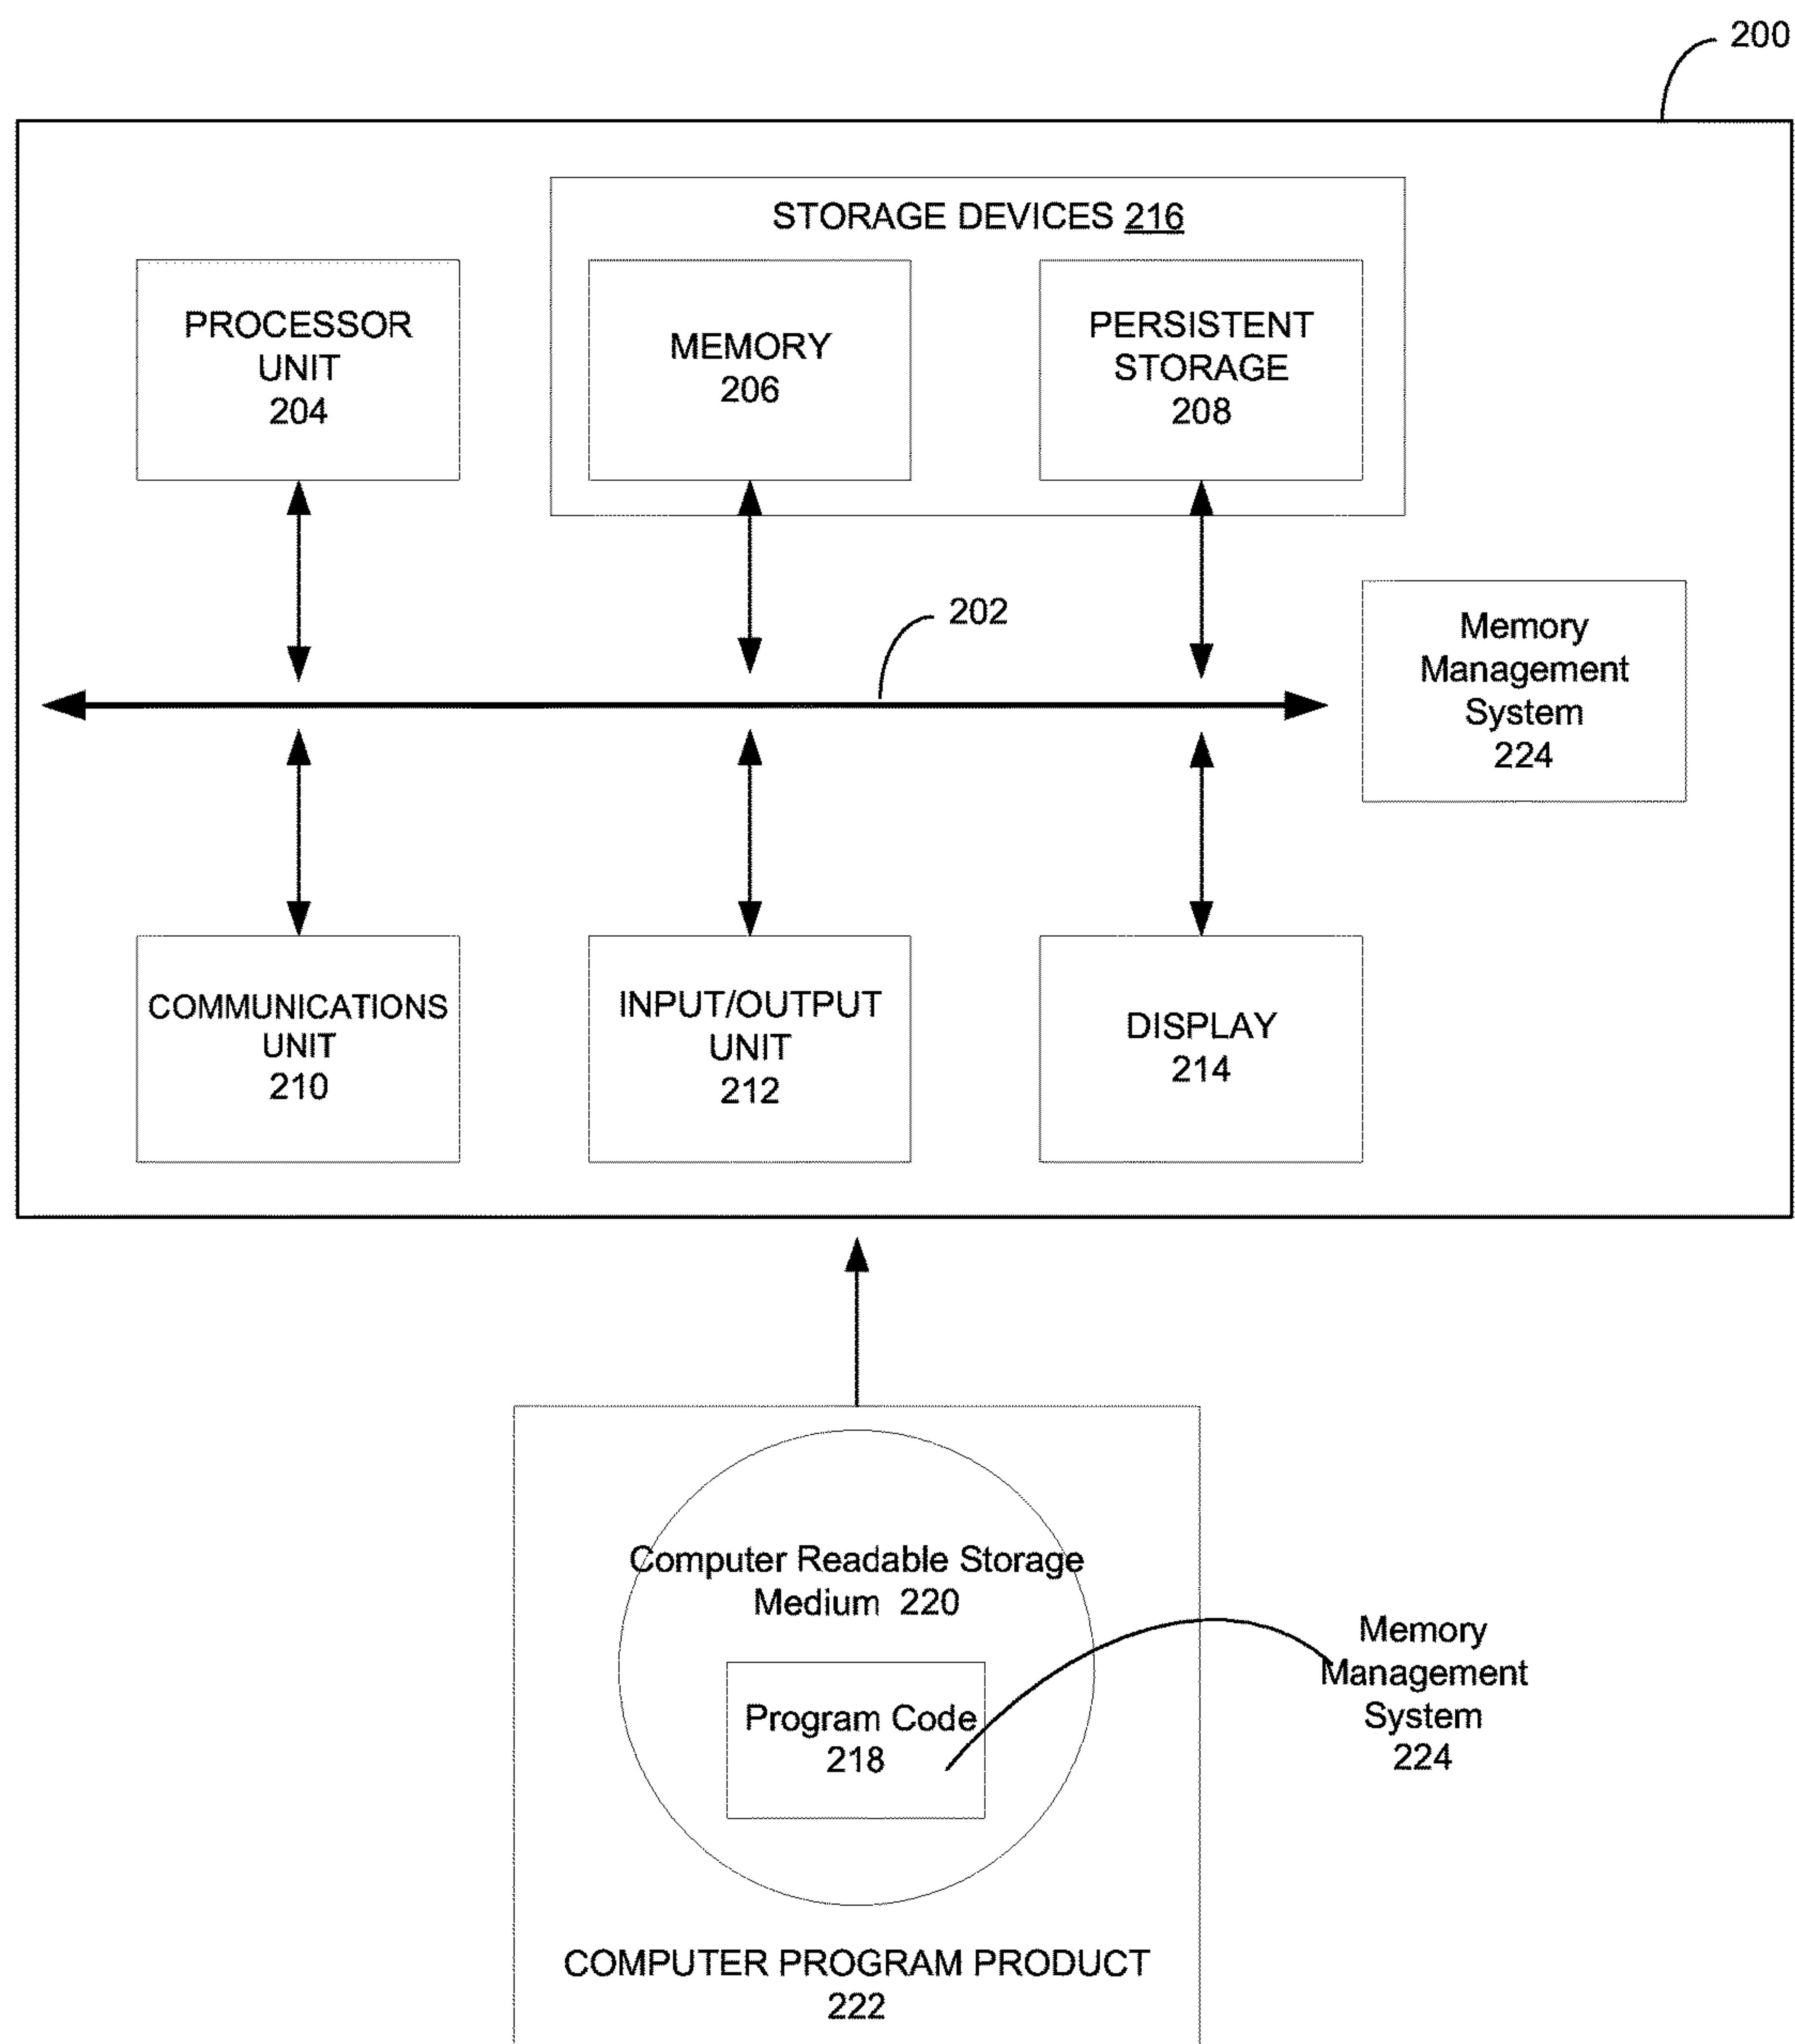 200
STORAGE DEVICES 216
PROCESSOR
UNIT
204
MEMORY
206
PERSISTENT
STORAGE
208
202
Memory
Management
System
224
COMMUNICATIONS
UNIT
210
INPUT/OUTPUT
UNIT
212
DISPLAY
214
Computer Readable Storage
Medium 220
Program Code
218
Memory
Management
System
224
COMPUTER PROGRAM PRODUCT
222